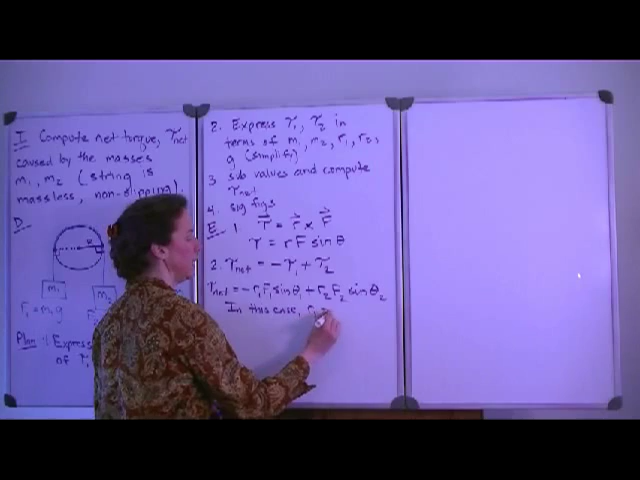 I. Compute net torque, τnet
caused by the masses
m1, m2 (string is
massless, non-slipping).
D
R
m1
m2
F1 = m1g
F
Plan: 1. Express
of τ1
2. Express τ1, τ2 in
terms of m1, m2, r1, r2,
g (simplify)
3 sub values and compute
τnet
4. sig figs
E. 1. τ = r × F
τ = rF sin θ
2. τnet = -τ1 + τ2
τnet = -r1F1 sin θ1 + r2F2 sin θ2
In this case, r1